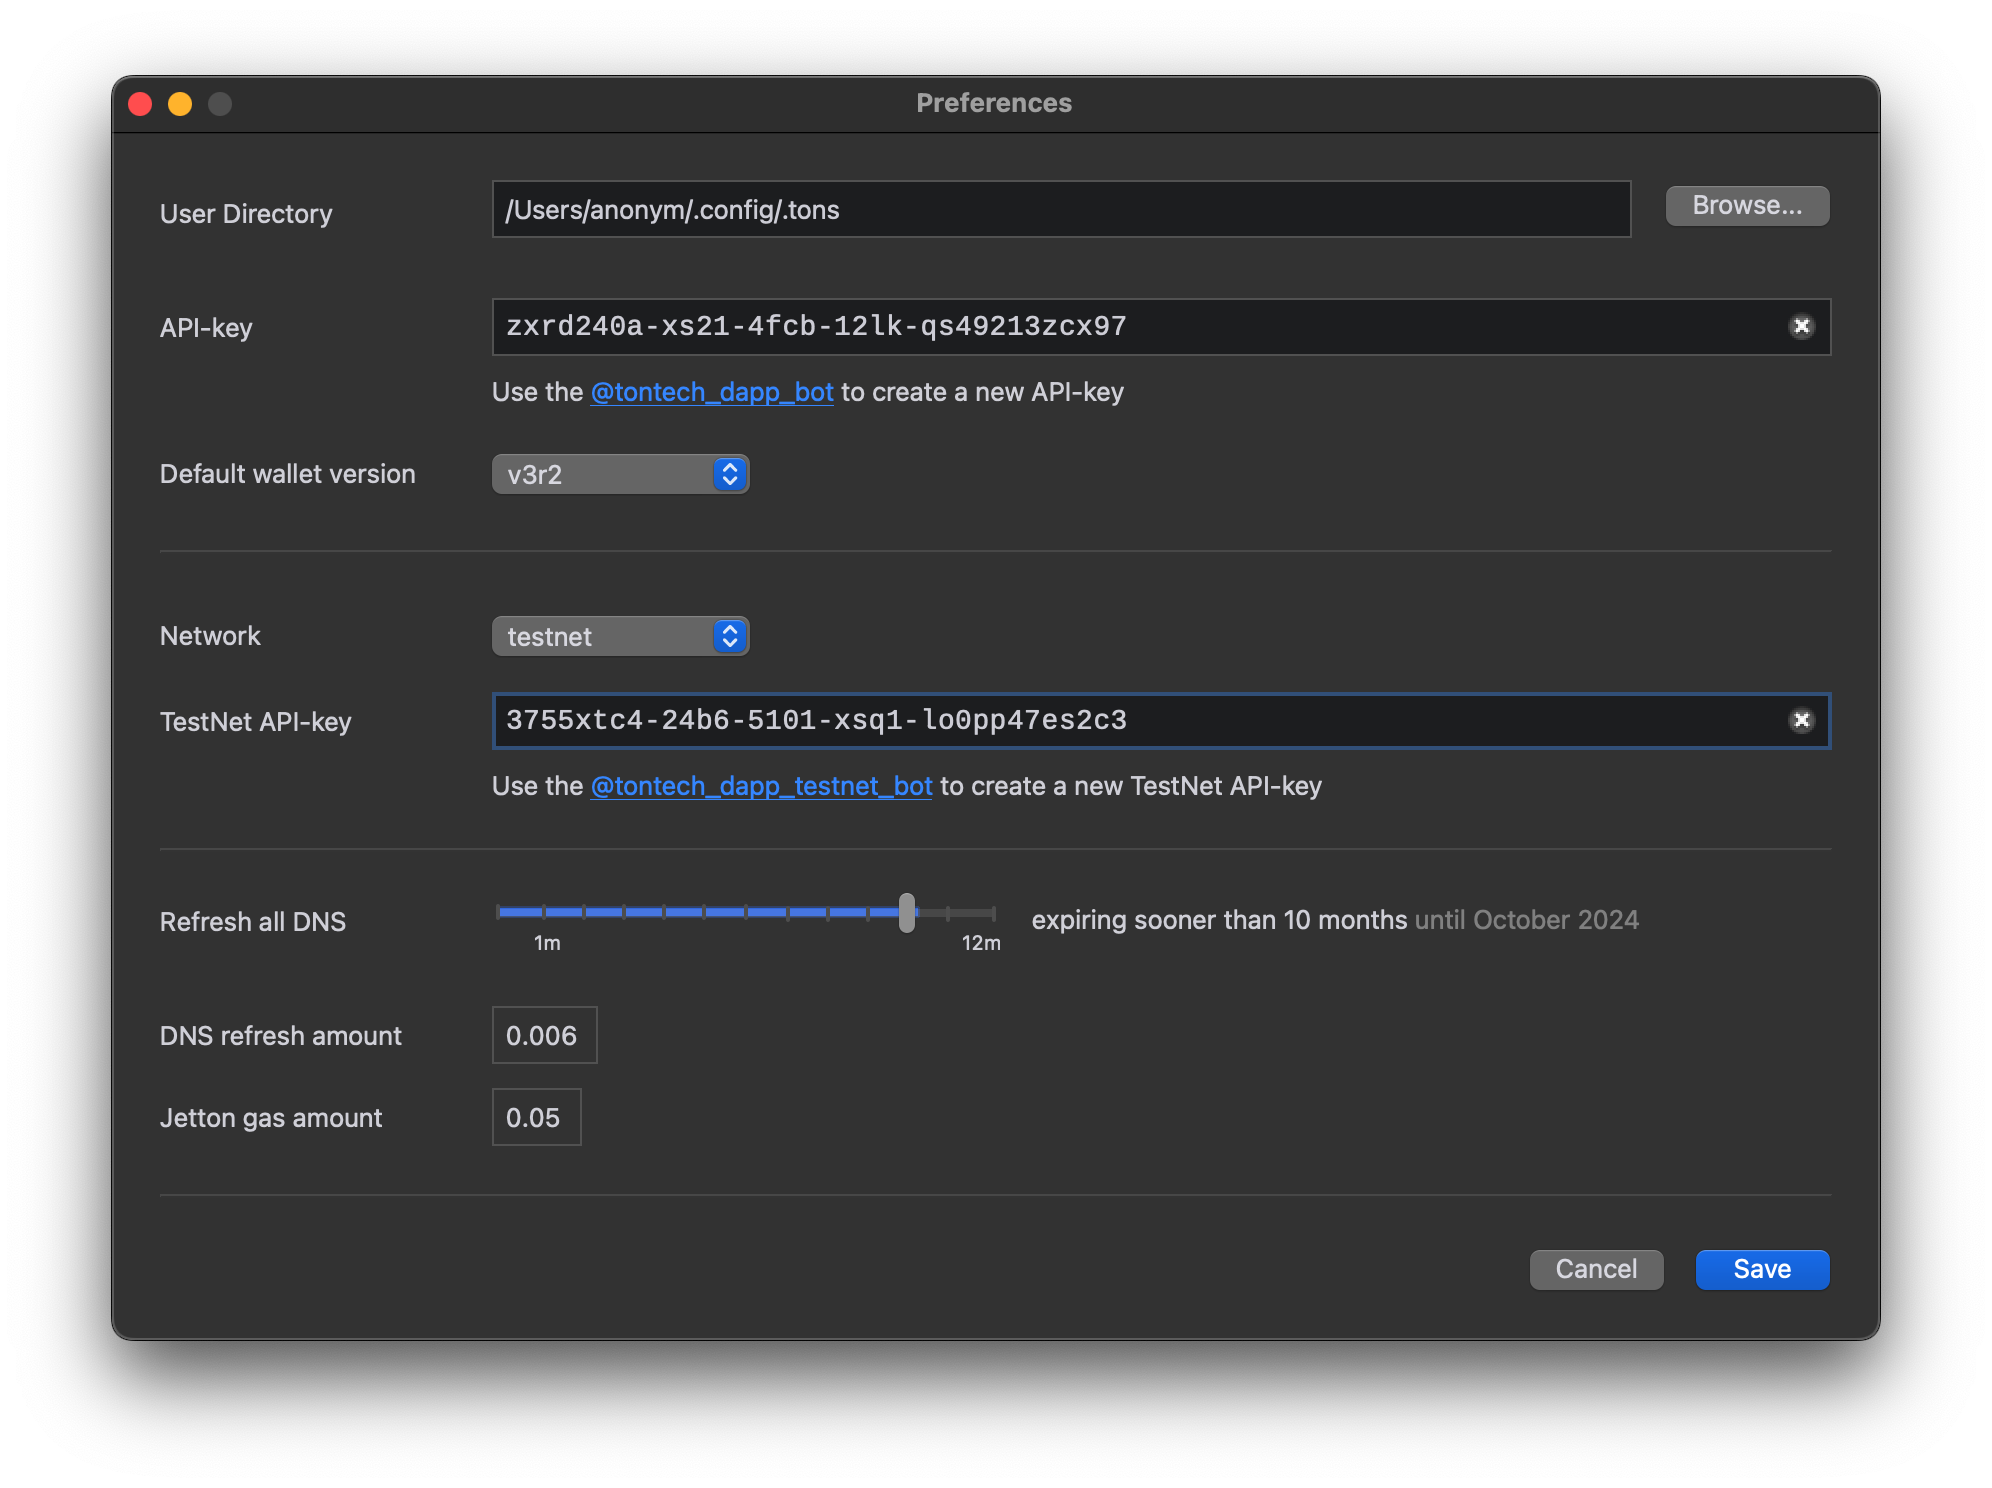 Preferences
User Directory
/Users/anonym/.config/.tons
Browse...
API-key
zxrd240a-xs21-4fcb-12lk-qs49213zcx97
Use the @tontech_dapp_bot to create a new API-key
Default wallet version
v3r2
Network
testnet
TestNet API-key
3755xtc4-24b6-5101-xsq1-lo0pp47es2c3
Use the @tontech_dapp_testnet_bot to create a new TestNet API-key
Refresh all DNS
1m
12m
expiring sooner than 10 months until October 2024
DNS refresh amount
0.006
Jetton gas amount
0.05
Cancel
Save